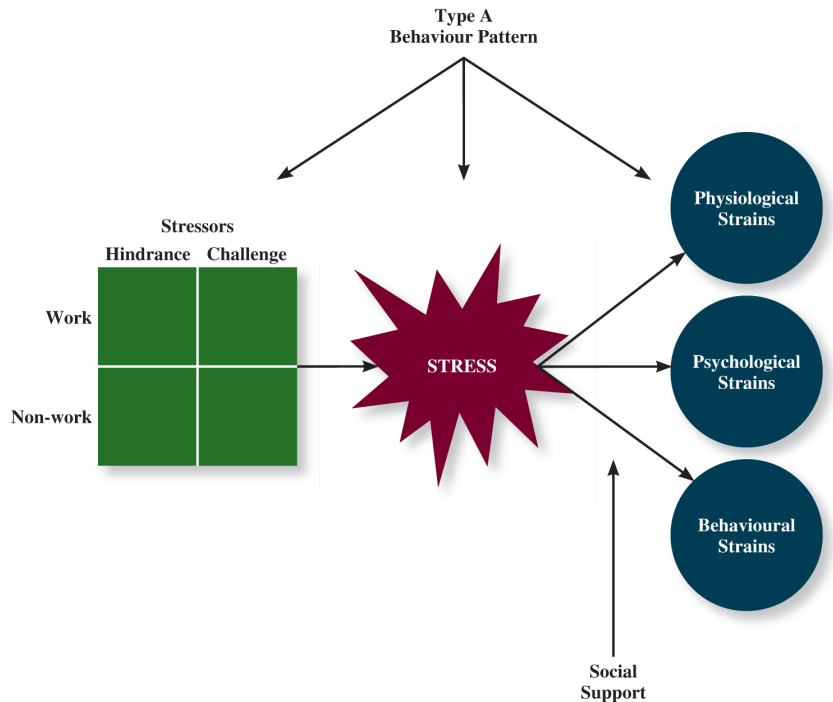 Type A
Behaviour Pattern
Physiological
Strains
Stressors
Hindrance Challenge
Work
STRESS
Psychological
Strains
Non-work
Behavioural
Strains
Social
Support